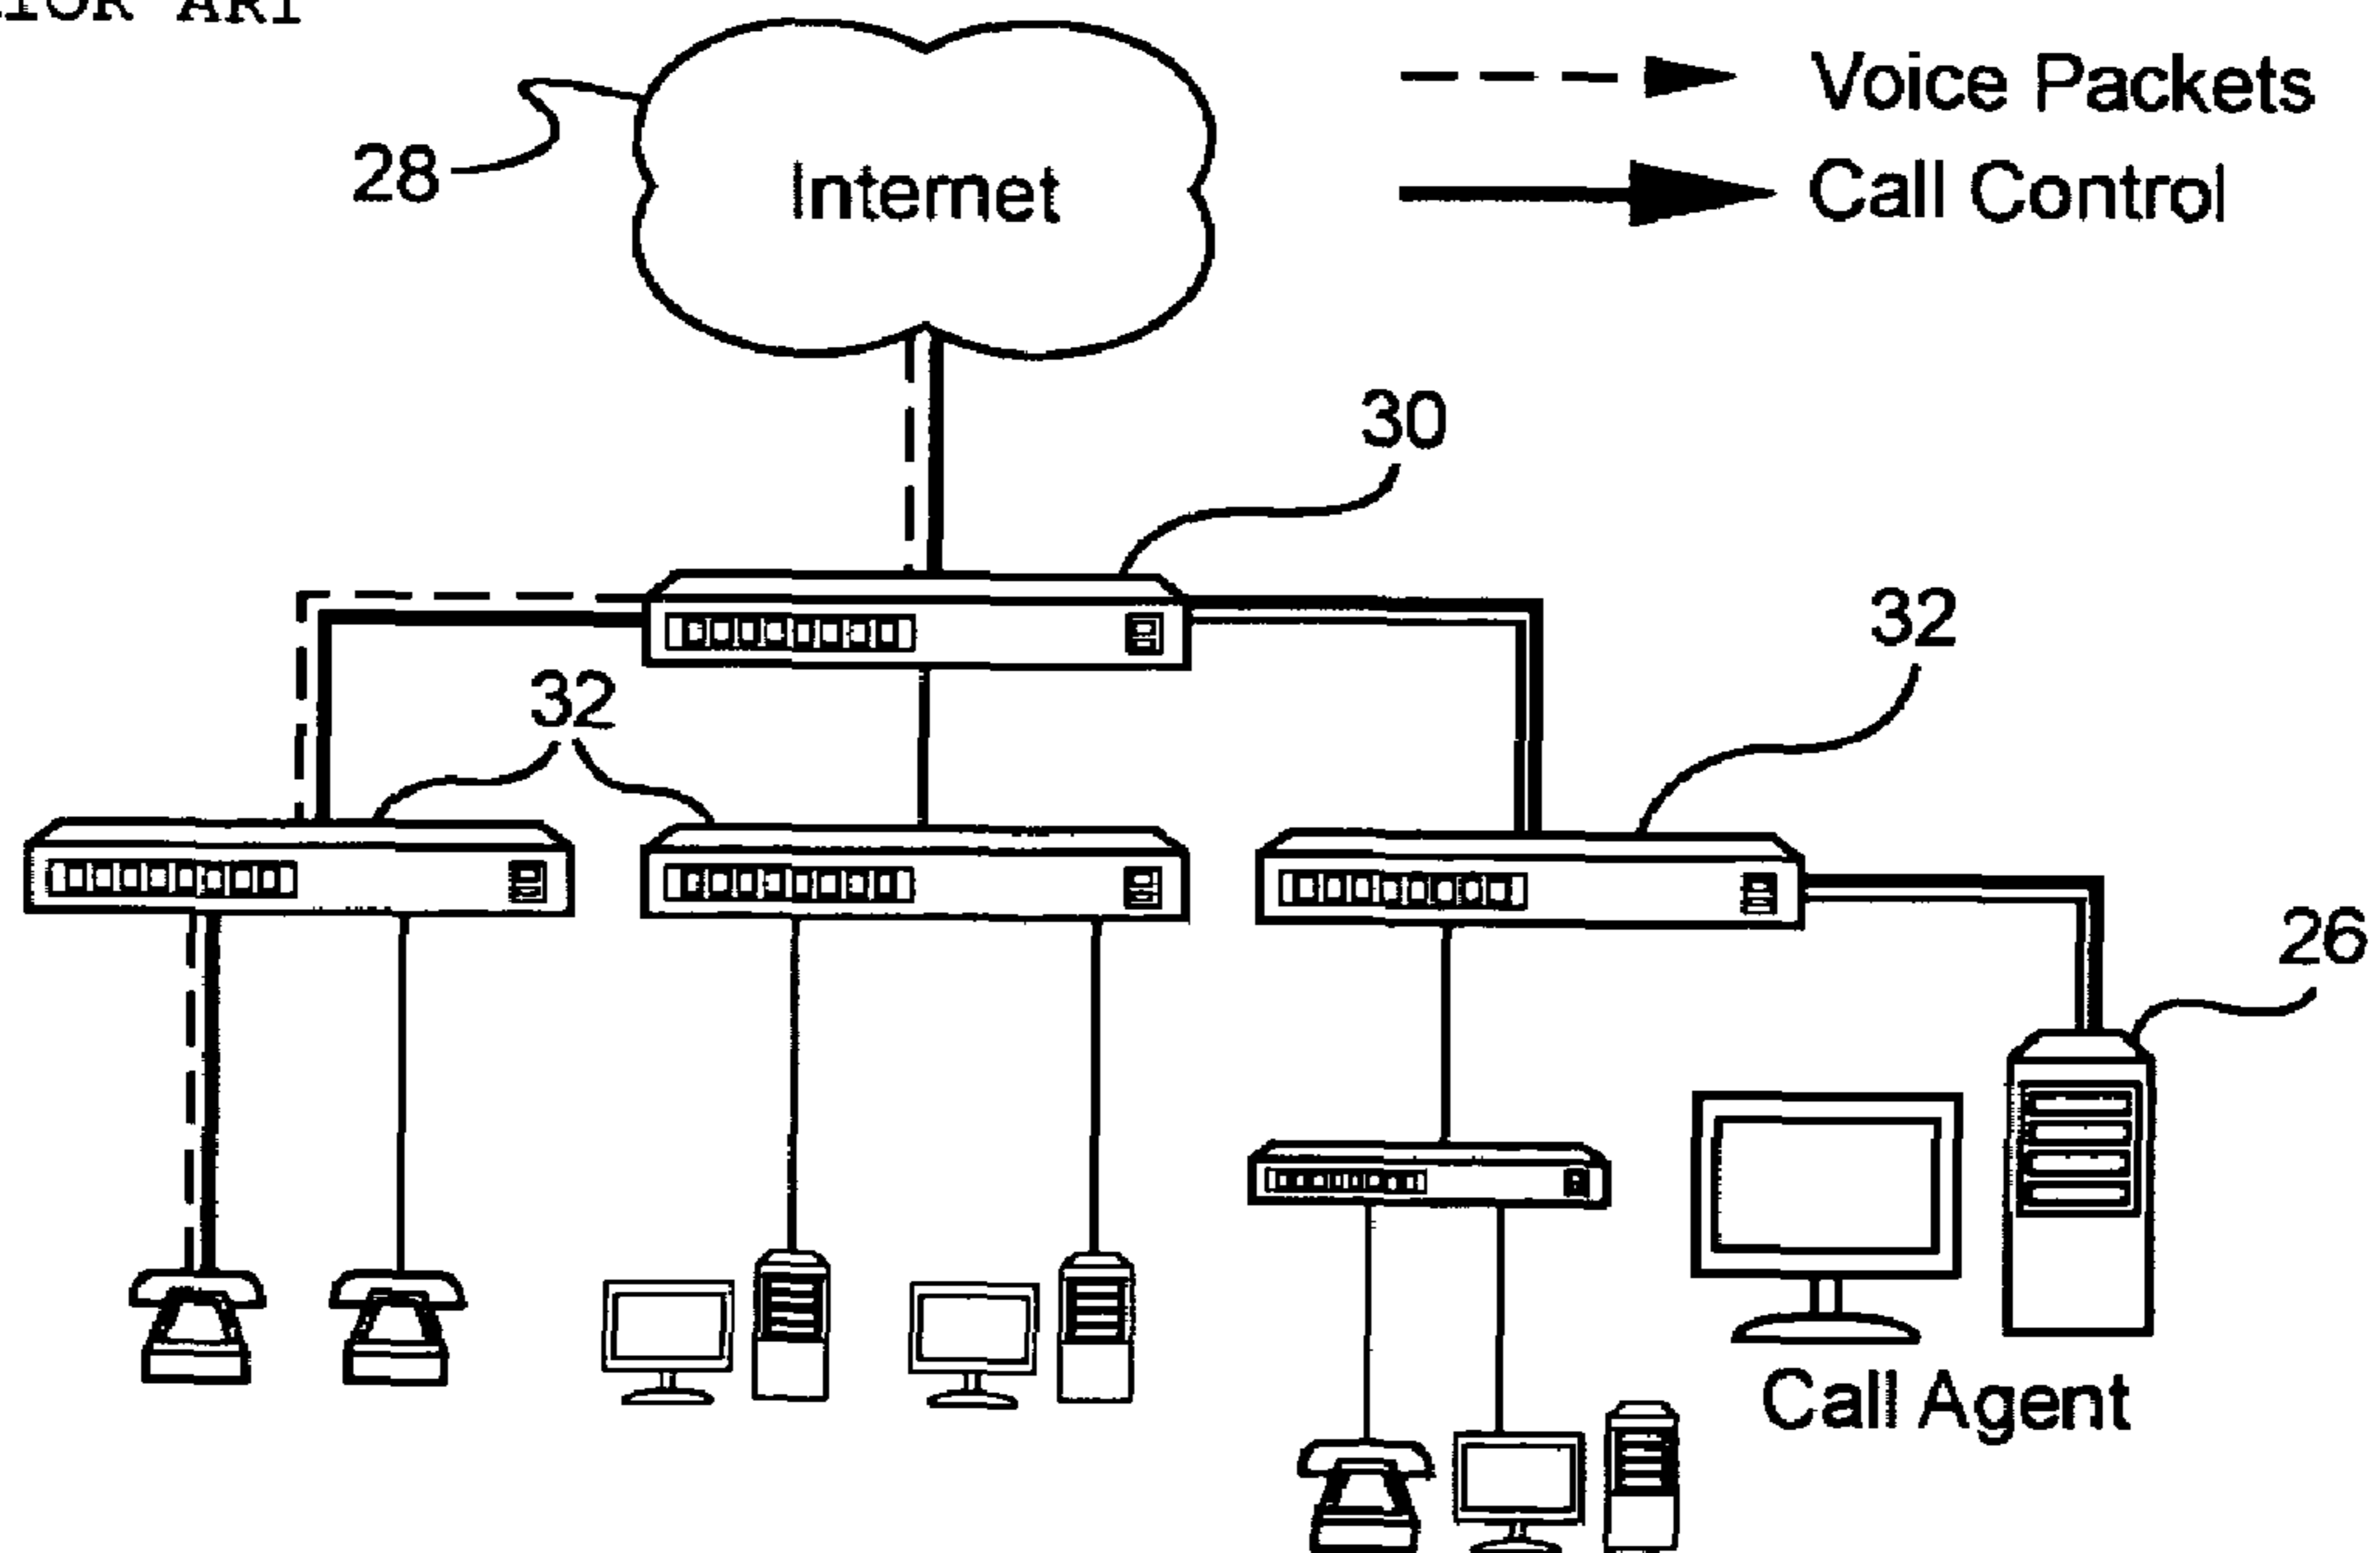 Voice Packets
Call Control
28
Internet
30
32
32
26
Call Agent